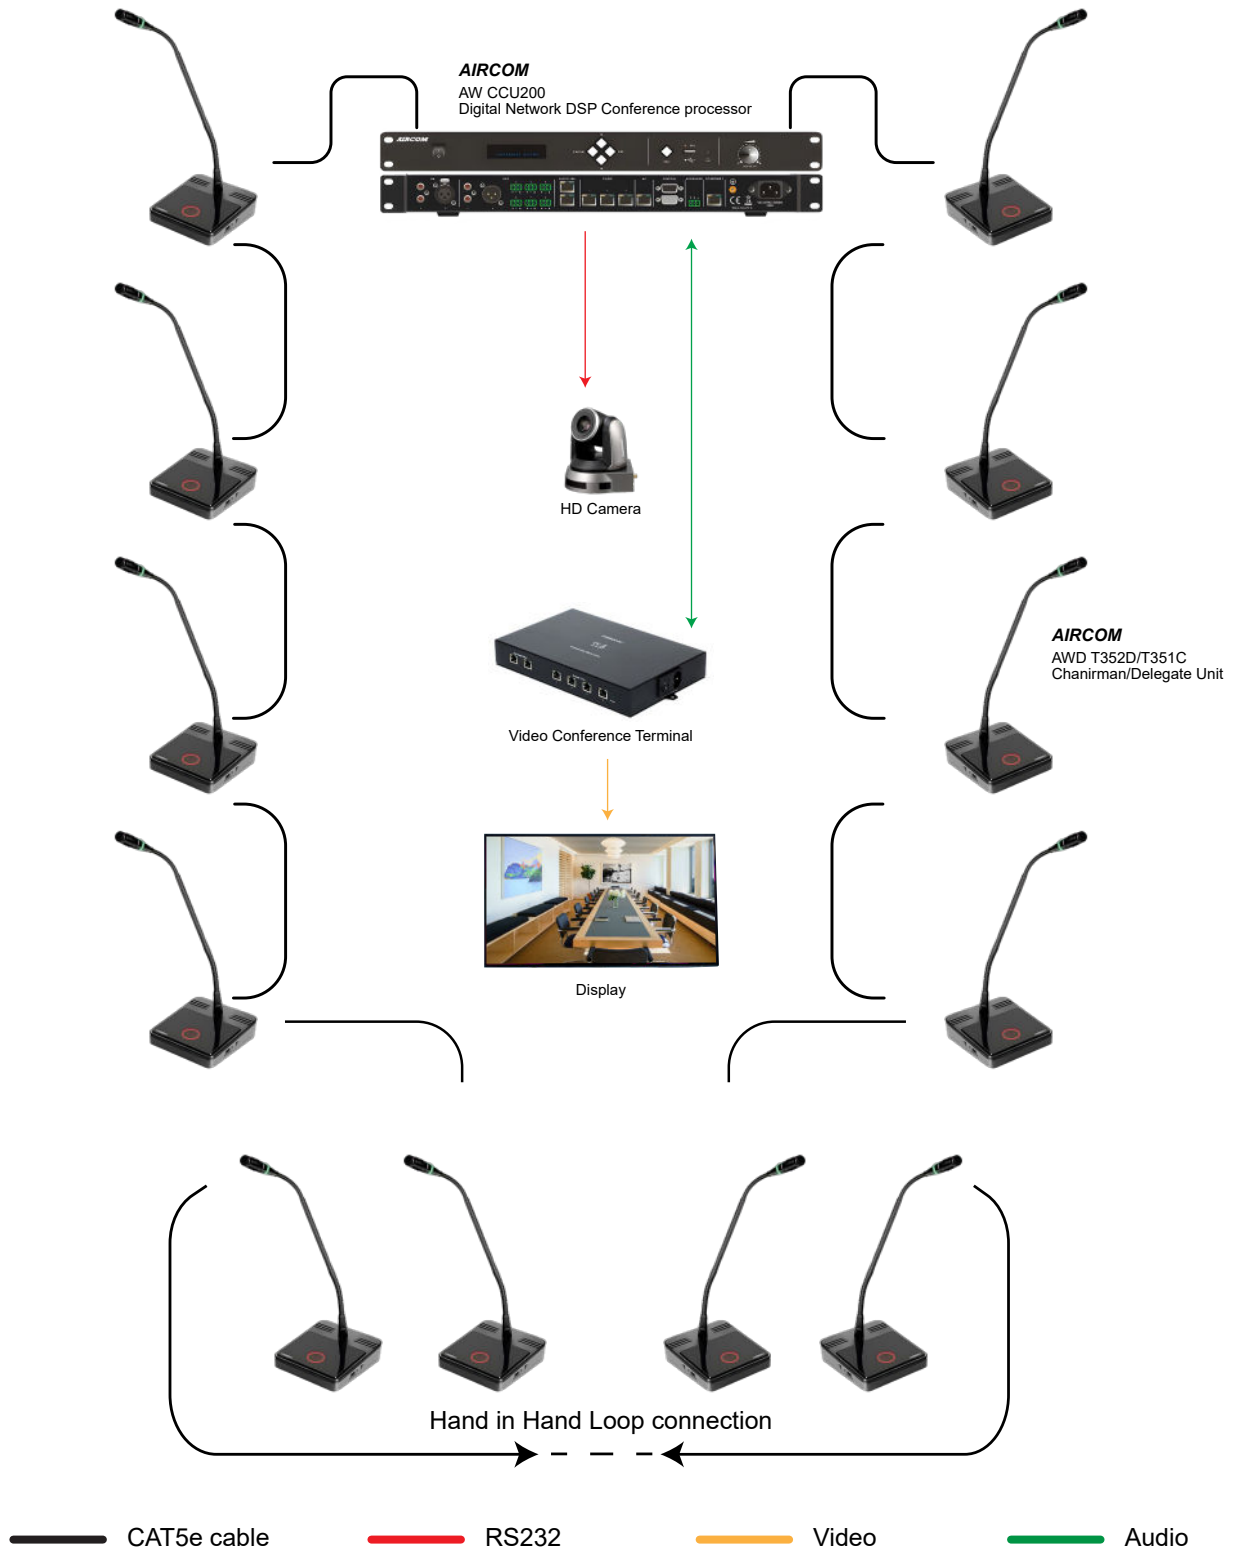 AIRCOM
AW CCU200
Digital Network DSP Conference processor
AIRCOM
HD Camera
AIRCOM
AWD T352D/T351C
Chanirman/Delegate Unit
Video Conference Terminal
Display
Hand in Hand Loop connection
CAT5e cable
RS232
Video
Audio